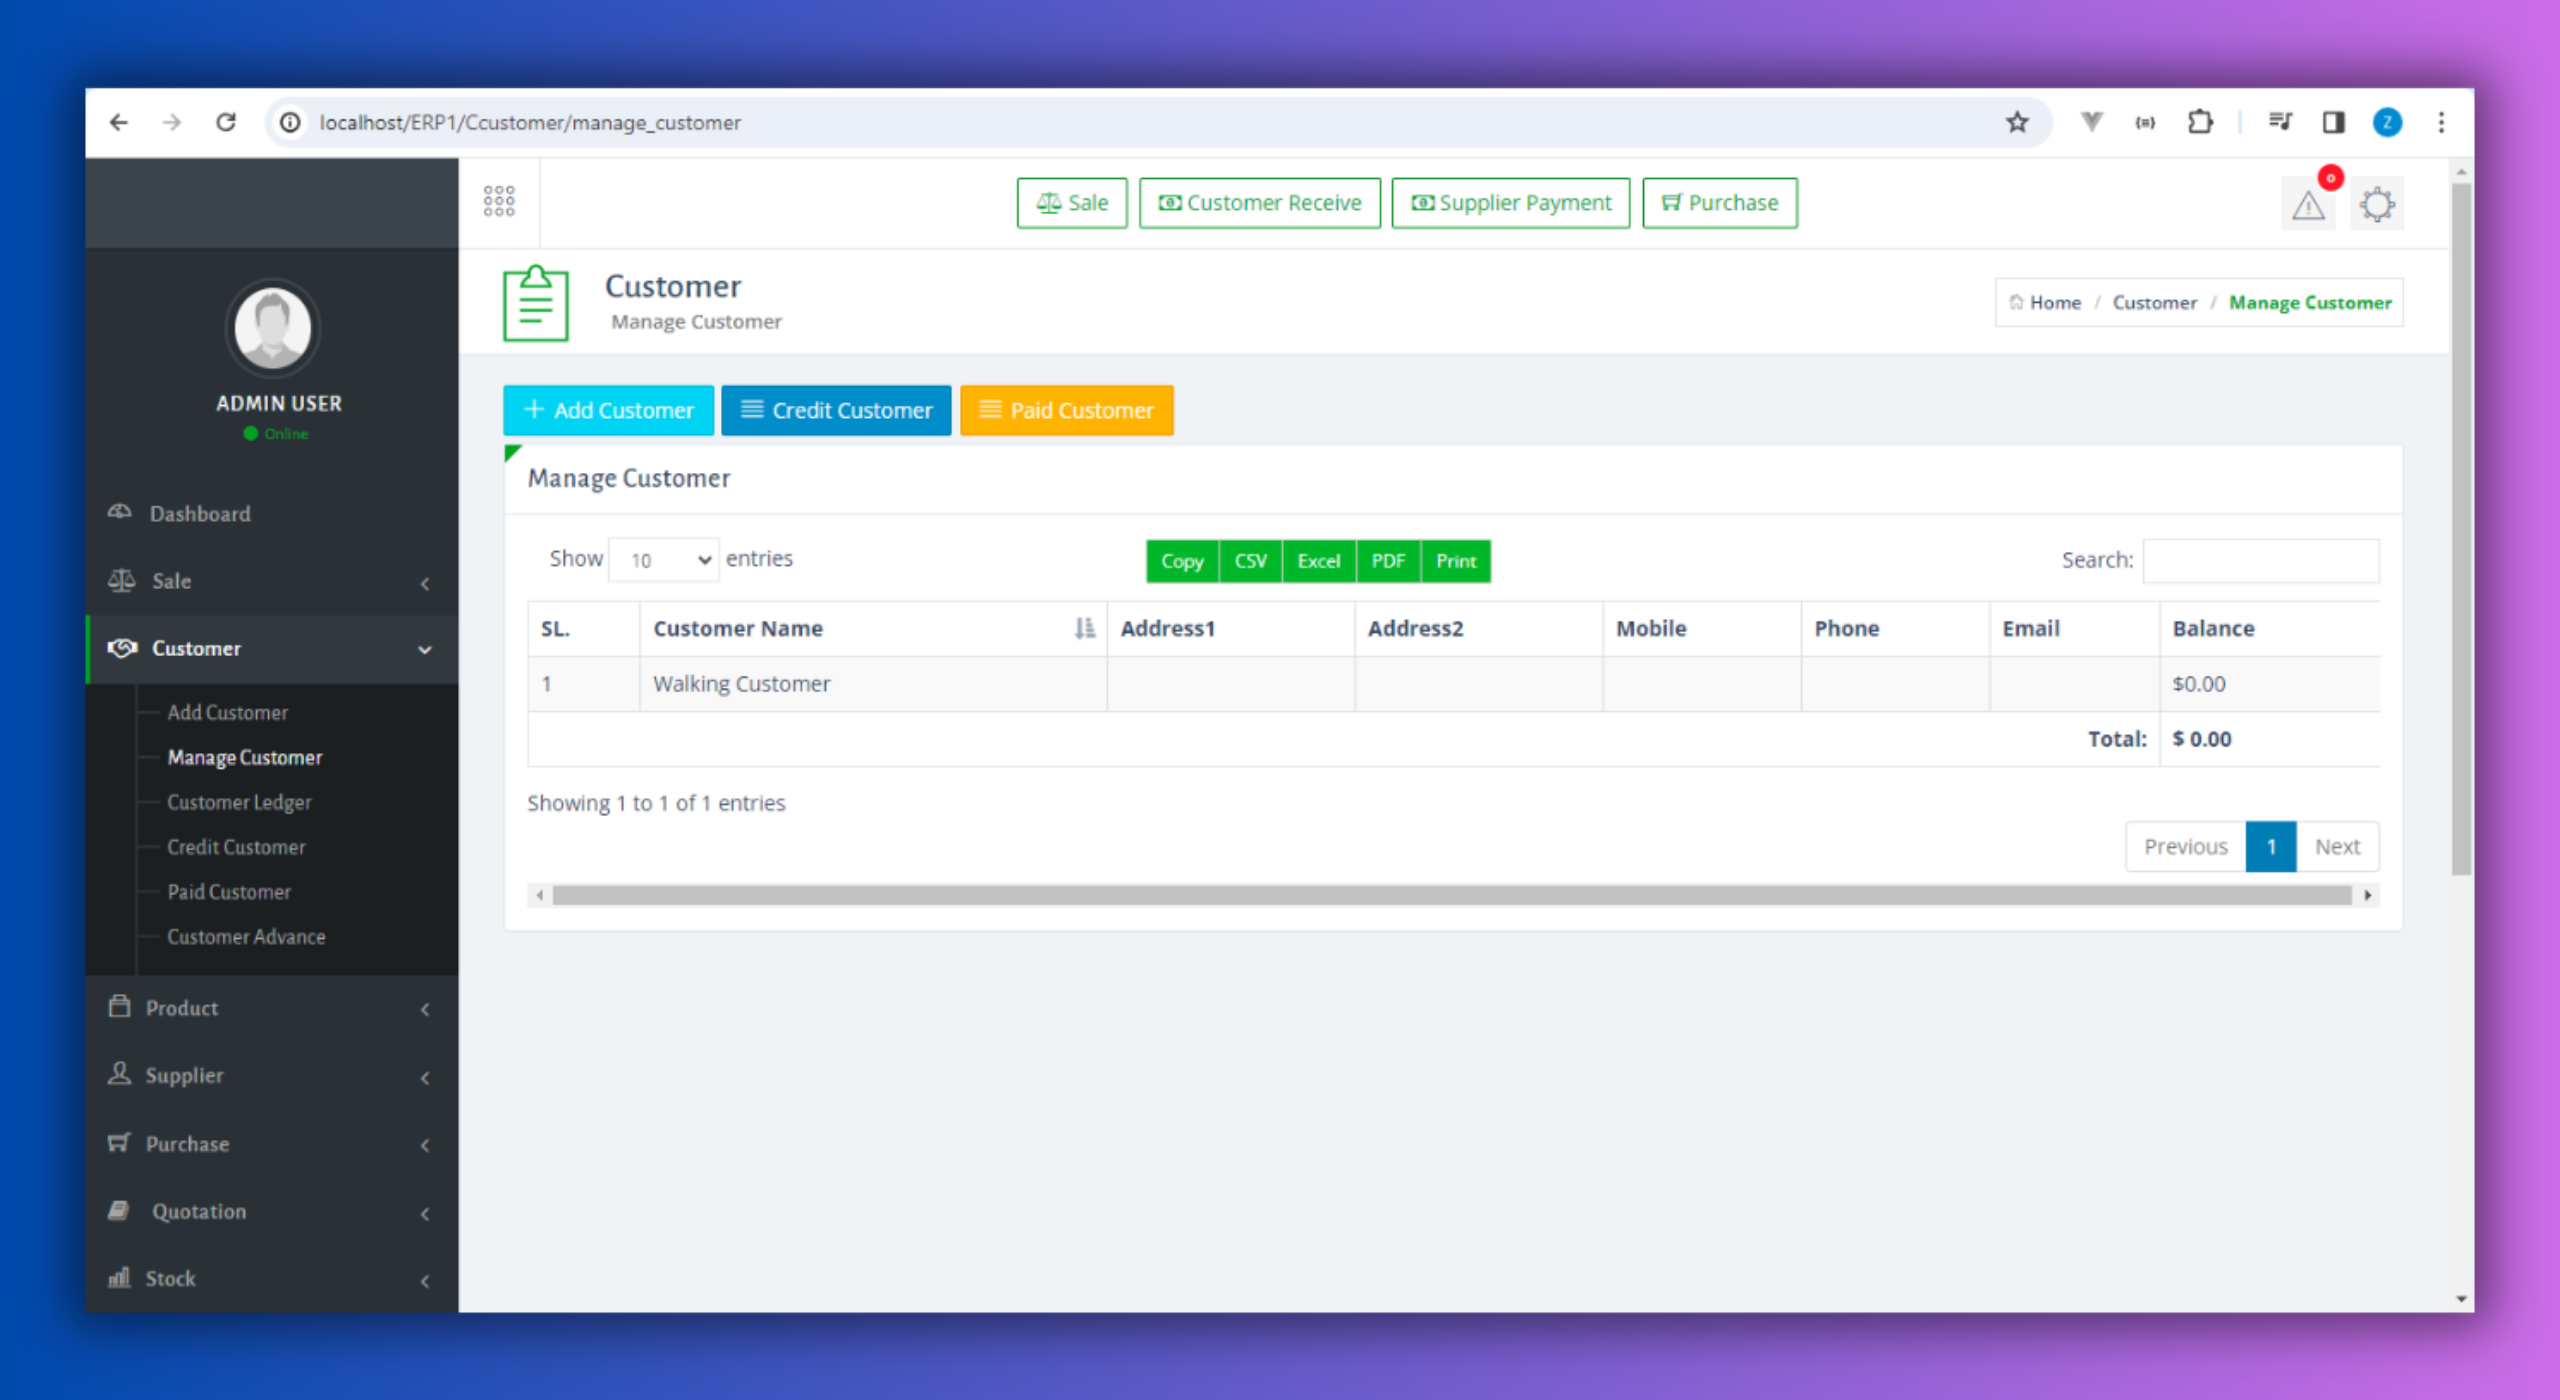 localhost/ERP1/Ccustomer/manage_customer
Z
Sale
Customer Receive
Supplier Payment
Purchase
0
Customer
Manage Customer
Home / Customer / Manage Customer
ADMIN USER
Online
Dashboard
Sale
Customer
Add Customer
Manage Customer
Customer Ledger
Credit Customer
Paid Customer
Customer Advance
Product
Supplier
Purchase
Quotation
Stock
+ Add Customer
Credit Customer
Paid Customer
Manage Customer
Show 10 entries
Copy CSV Excel PDF Print
Search:
SL. Customer Name Address1 Address2 Mobile Phone Email Balance
1 Walking Customer $0.00
Total: $ 0.00
Showing 1 to 1 of 1 entries
Previous 1 Next